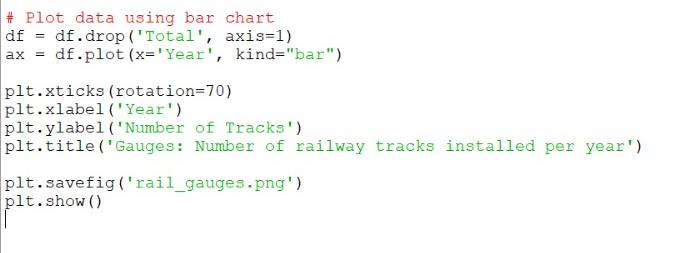 # Plot data using bar chart
df = df.drop('Total', axis=1)
ax = df.plot(x='Year', kind="bar")
plt.xticks(rotation=70)
plt.xlabel('Year')
plt.ylabel('Number of Tracks')
plt.title('Gauges: Number of railway tracks installed per year')
plt.savefig('rail_gauges.png')
plt.show()